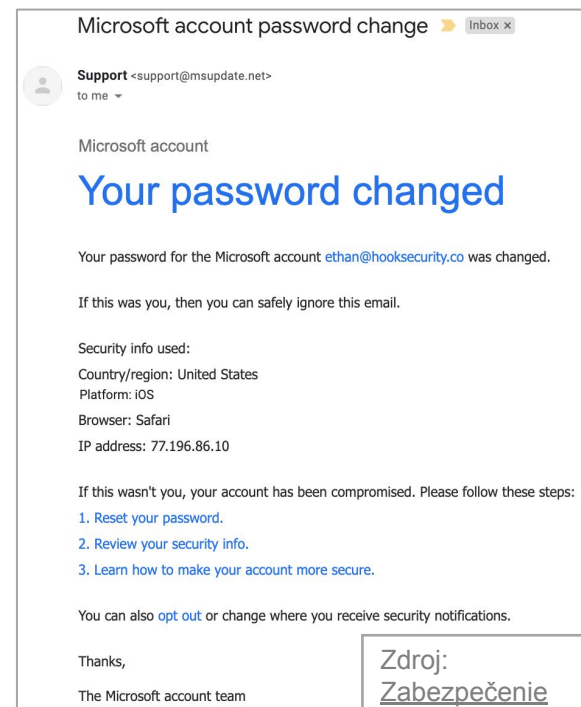 Microsoft account password change Inbox x
Support <support@msupdate.net>
to me
Microsoft account
Your password changed
Your password for the Microsoft account ethan@hooksecurity.co was changed.
If this was you, then you can safely ignore this email.
Security info used:
Country/region: United States
Platform: iOS
Browser: Safari
IP address: 77.196.86.10
If this wasn't you, your account has been compromised. Please follow these steps:
1. Reset your password.
2. Review your security info.
3. Learn how to make your account more secure.
You can also opt out or change where you receive security notifications.
Thanks,
The Microsoft account team
Zdroj:
Zabezpečenie